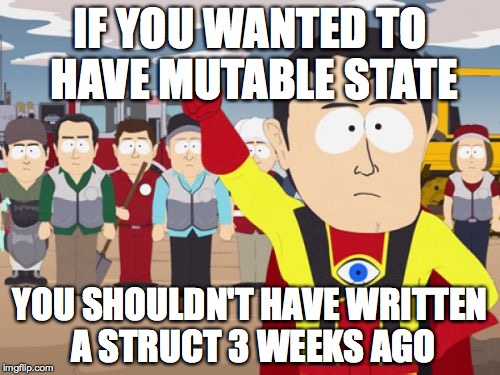 IF YOU WANTED TO
HAVE MUTABLE STATE
YOU SHOULDN'T HAVE WRITTEN
A STRUCT 3 WEEKS AGO
imgflip.com